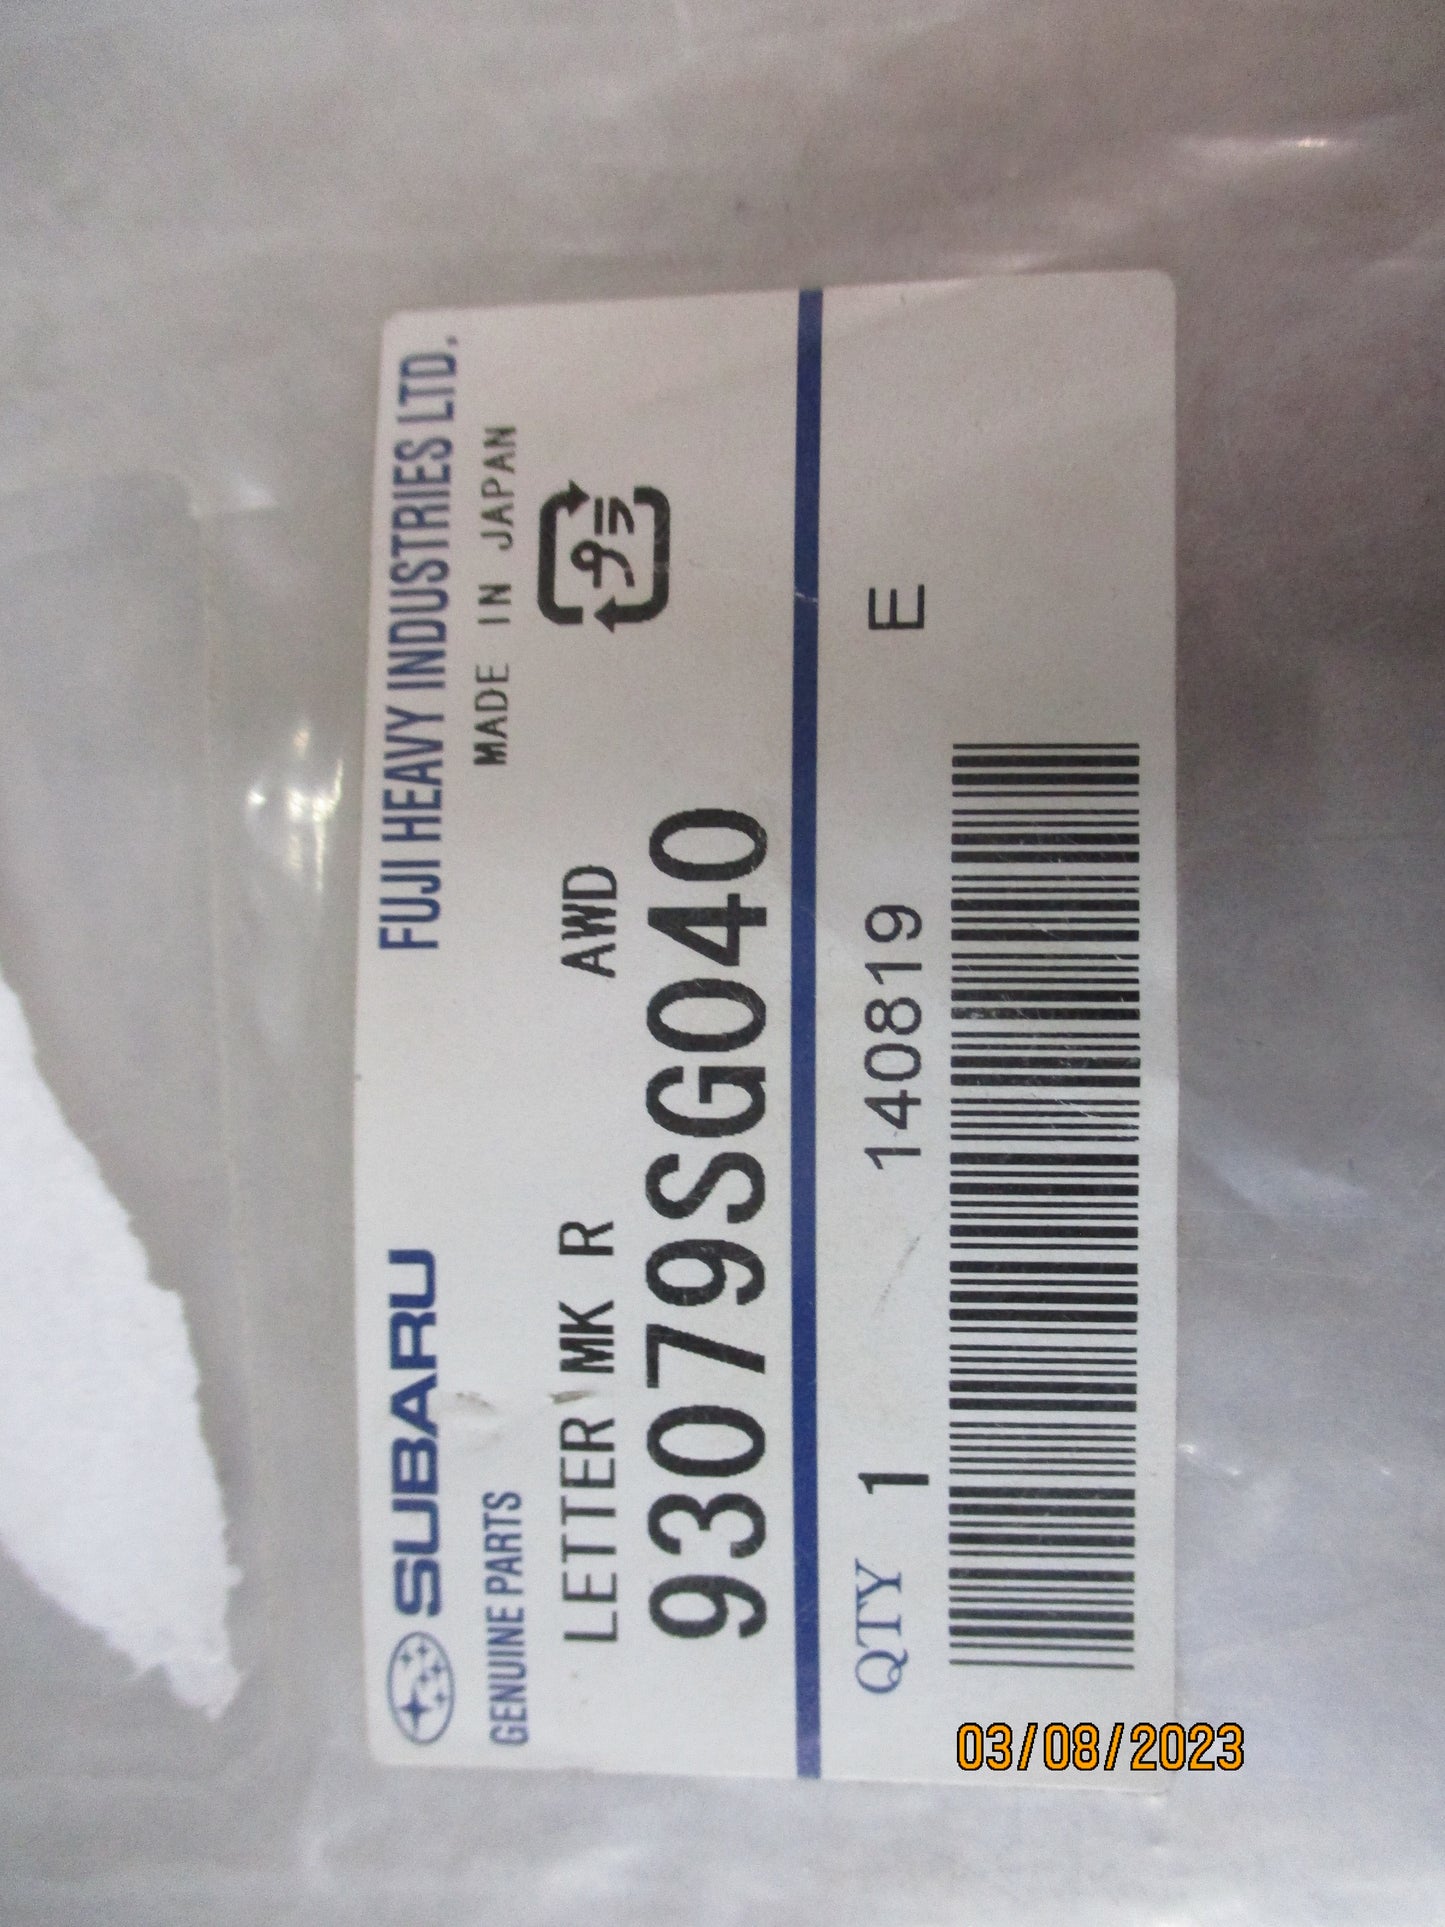 SUBARU FUJI HEAVY INDUSTRIES LTD.
GENUINE PARTS MADE IN JAPAN
LETTER MK R AWD
プラ
93079SG040
QTY 1 140819 E
03/08/2023